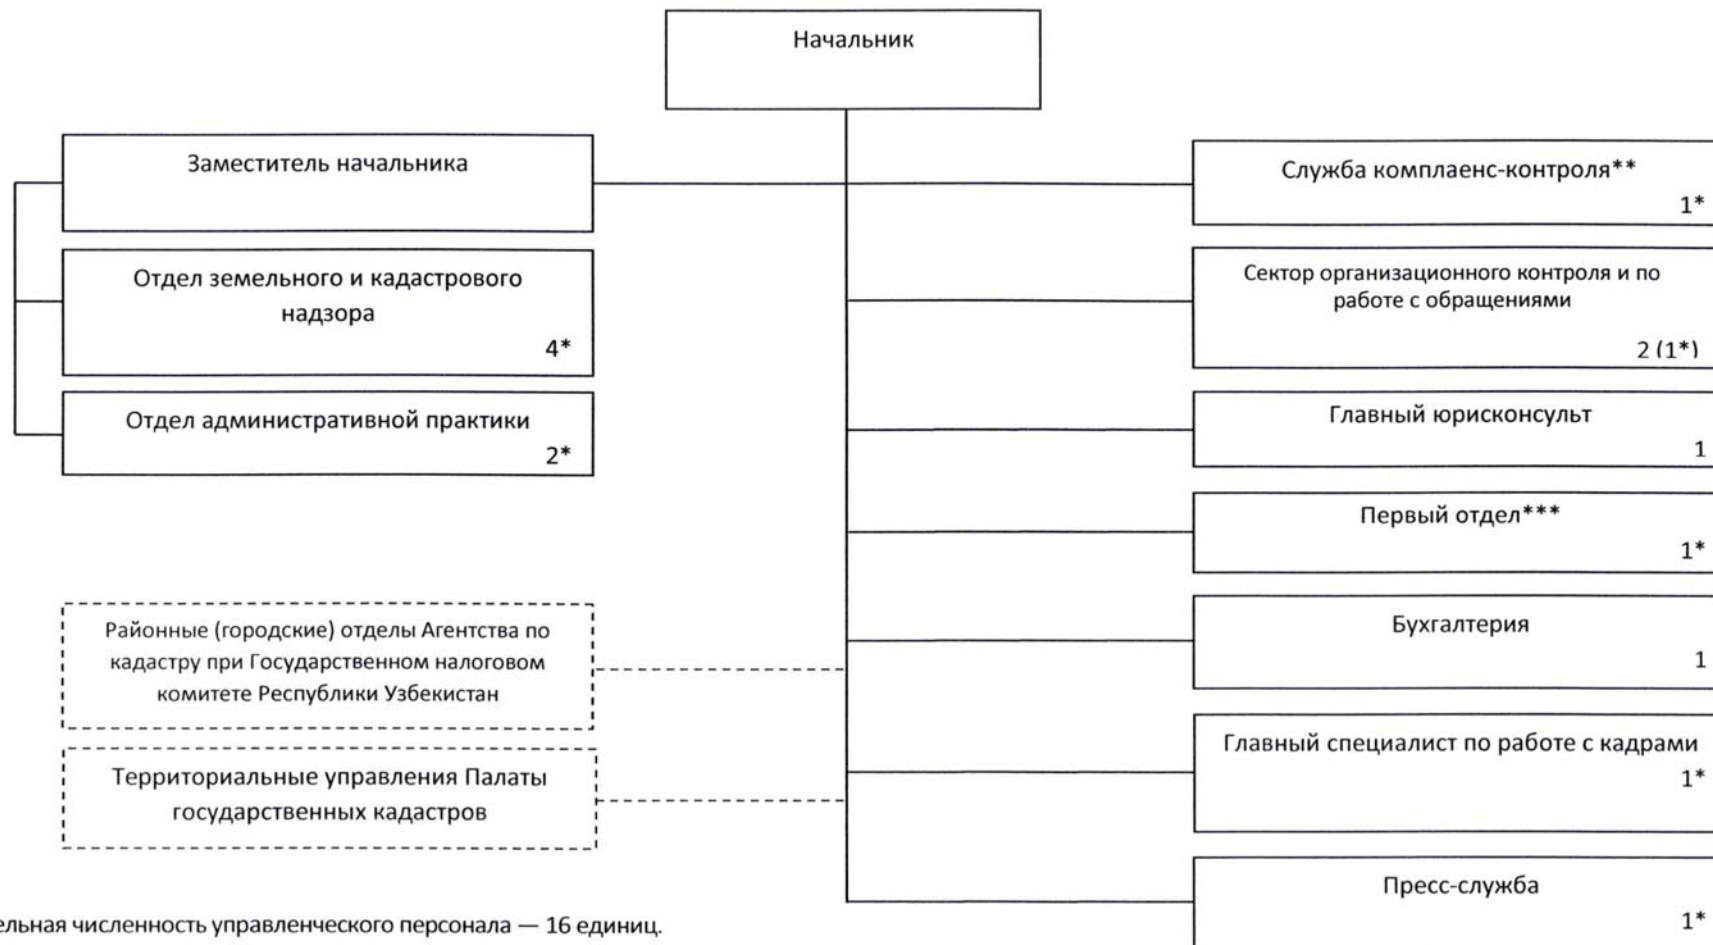 Начальник
Заместитель начальника
Отдел земельного и кадастрового
надзора
4*
Отдел административной практики
2*
Районные (городские) отделы Агентства по
кадастру при Государственном налоговом
комитете Республики Узбекистан
Территориальные управления Палаты
государственных кадастров
Служба комплаенс-контроля**
1*
Сектор организационного контроля и по
работе с обращениями
2 (1*)
Главный юрисконсульт
1
Первый отдел***
1*
Бухгалтерия
1
Главный специалист по работе с кадрами
1*
Пресс-служба
1*
численность управленческого персонала — 16 единиц.